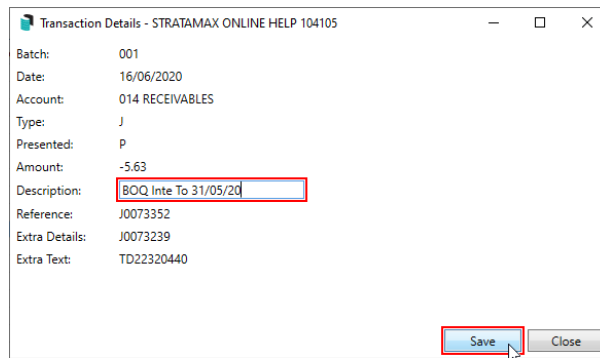 Transaction Details - STRATAMAX ONLINE HELP 104105
Batch: 001
Date: 16/06/2020
Account: 014 RECEIVABLES
Type: J
Presented: P
Amount: -5.63
Description: BOQ Inte To 31/05/20
Reference: J0073352
Extra Details: J0073239
Extra Text: TD22320440
Save Close